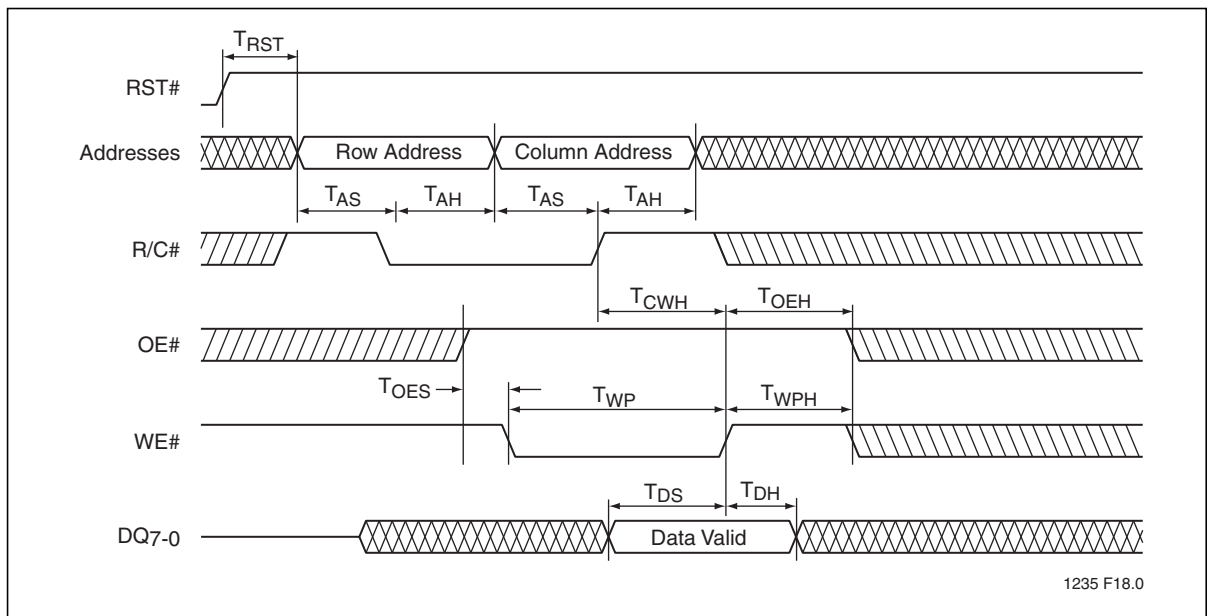 TRST
RST#
Addresses
Row Address
Column Address
TAS
TAH
TAS
TAH
R/C#
TCWH
TOEH
OE#
TOES
TWP
TWPH
WE#
TDS
TDH
DQ7-0
Data Valid
1235 F18.0